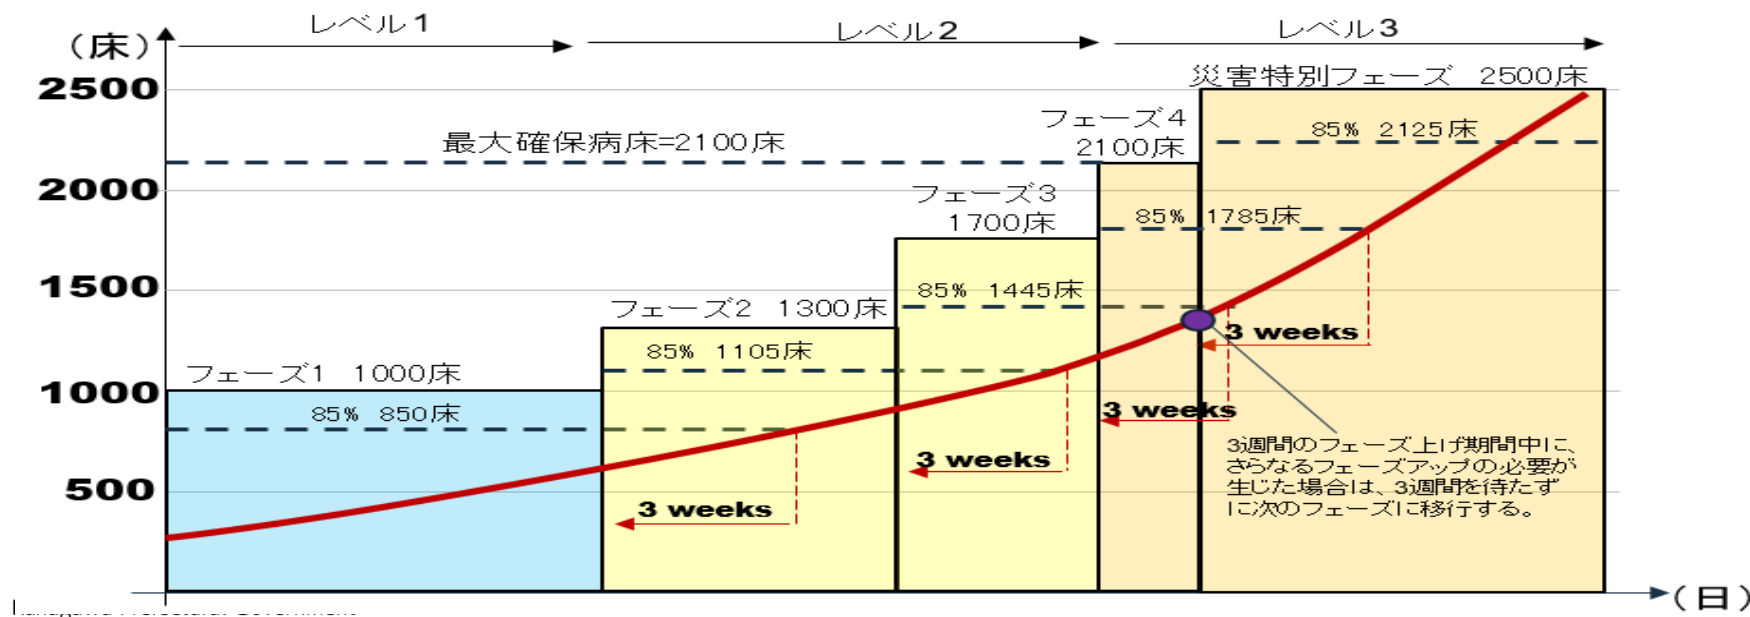 レベル1
レベル2
レベル3
（床）
災害特別フェーズ 2500床
2500
フェーズ4
2100床
85% 2125床
最大確保病床=2100床
2000
フェーズ3
1700床
85% 1785床
1500
フェーズ2 1300床
85% 1445床
3 weeks
85% 1105床
フェーズ1 1000床
1000
85% 850床
3 weeks
3週間のフェーズ上げ期間中に、
さらなるフェーズアップの必要が
生じた場合は、3週間を待たず
に次のフェーズに移行する。
3 weeks
500
3 weeks
（日）